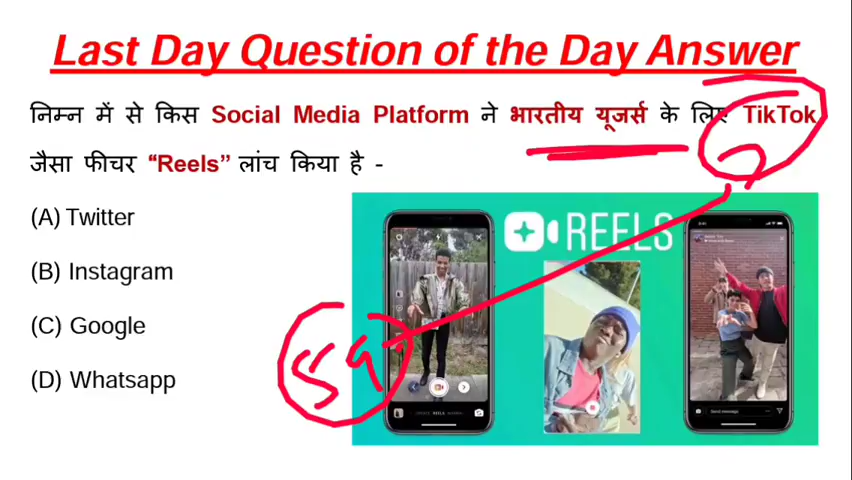 Last Day Question of the Day Answer
निम्न में से किस Social Media Platform ने भारतीय यूजर्स के लिए TikTok
जैसा फीचर “Reels” लांच किया है -
(A) Twitter
(B) Instagram
(C) Google
(D) Whatsapp
REELS
59